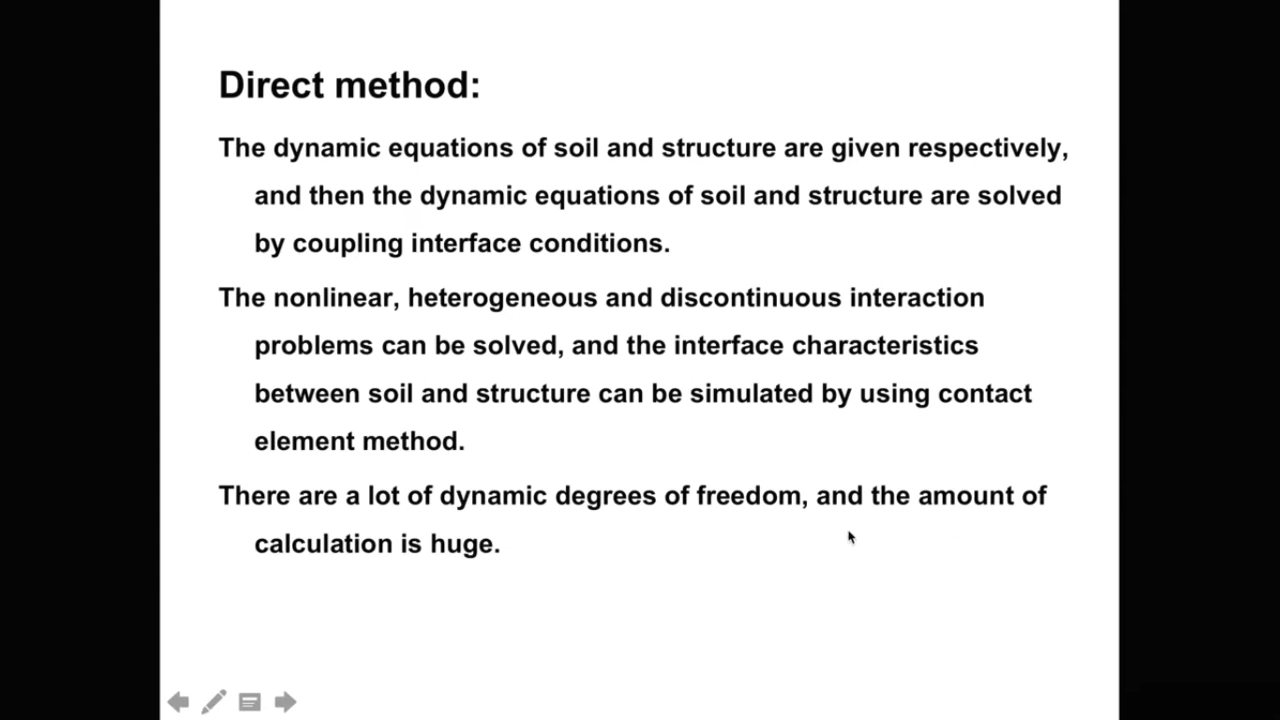 Direct method:
The dynamic equations of soil and structure are given respectively,
and then the dynamic equations of soil and structure are solved
by coupling interface conditions.
The nonlinear, heterogeneous and discontinuous interaction
problems can be solved, and the interface characteristics
between soil and structure can be simulated by using contact
element method.
There are a lot of dynamic degrees of freedom, and the amount of
calculation is huge.